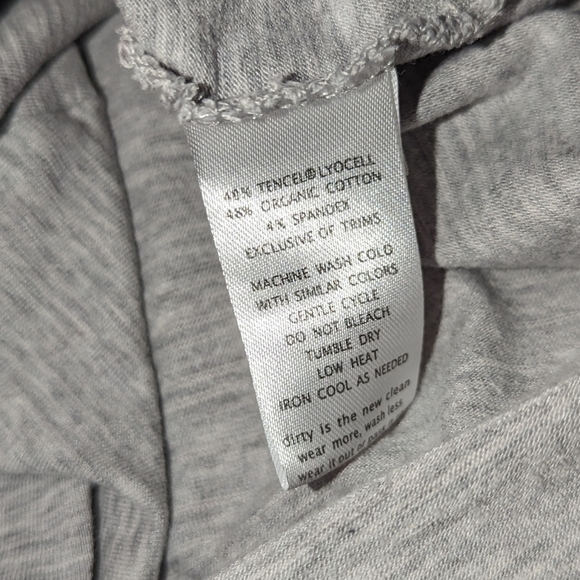 48% TENCEL® LYOCELL
48% ORGANIC COTTON
4% SPANDEX
EXCLUSIVE OF TRIMS
MACHINE WASH COLD
WITH SIMILAR COLORS
GENTLE CYCLE
DO NOT BLEACH
TUMBLE DRY
LOW HEAT
IRON COOL AS NEEDED
dirty is the new clean
wear more, wash less
wear it out or